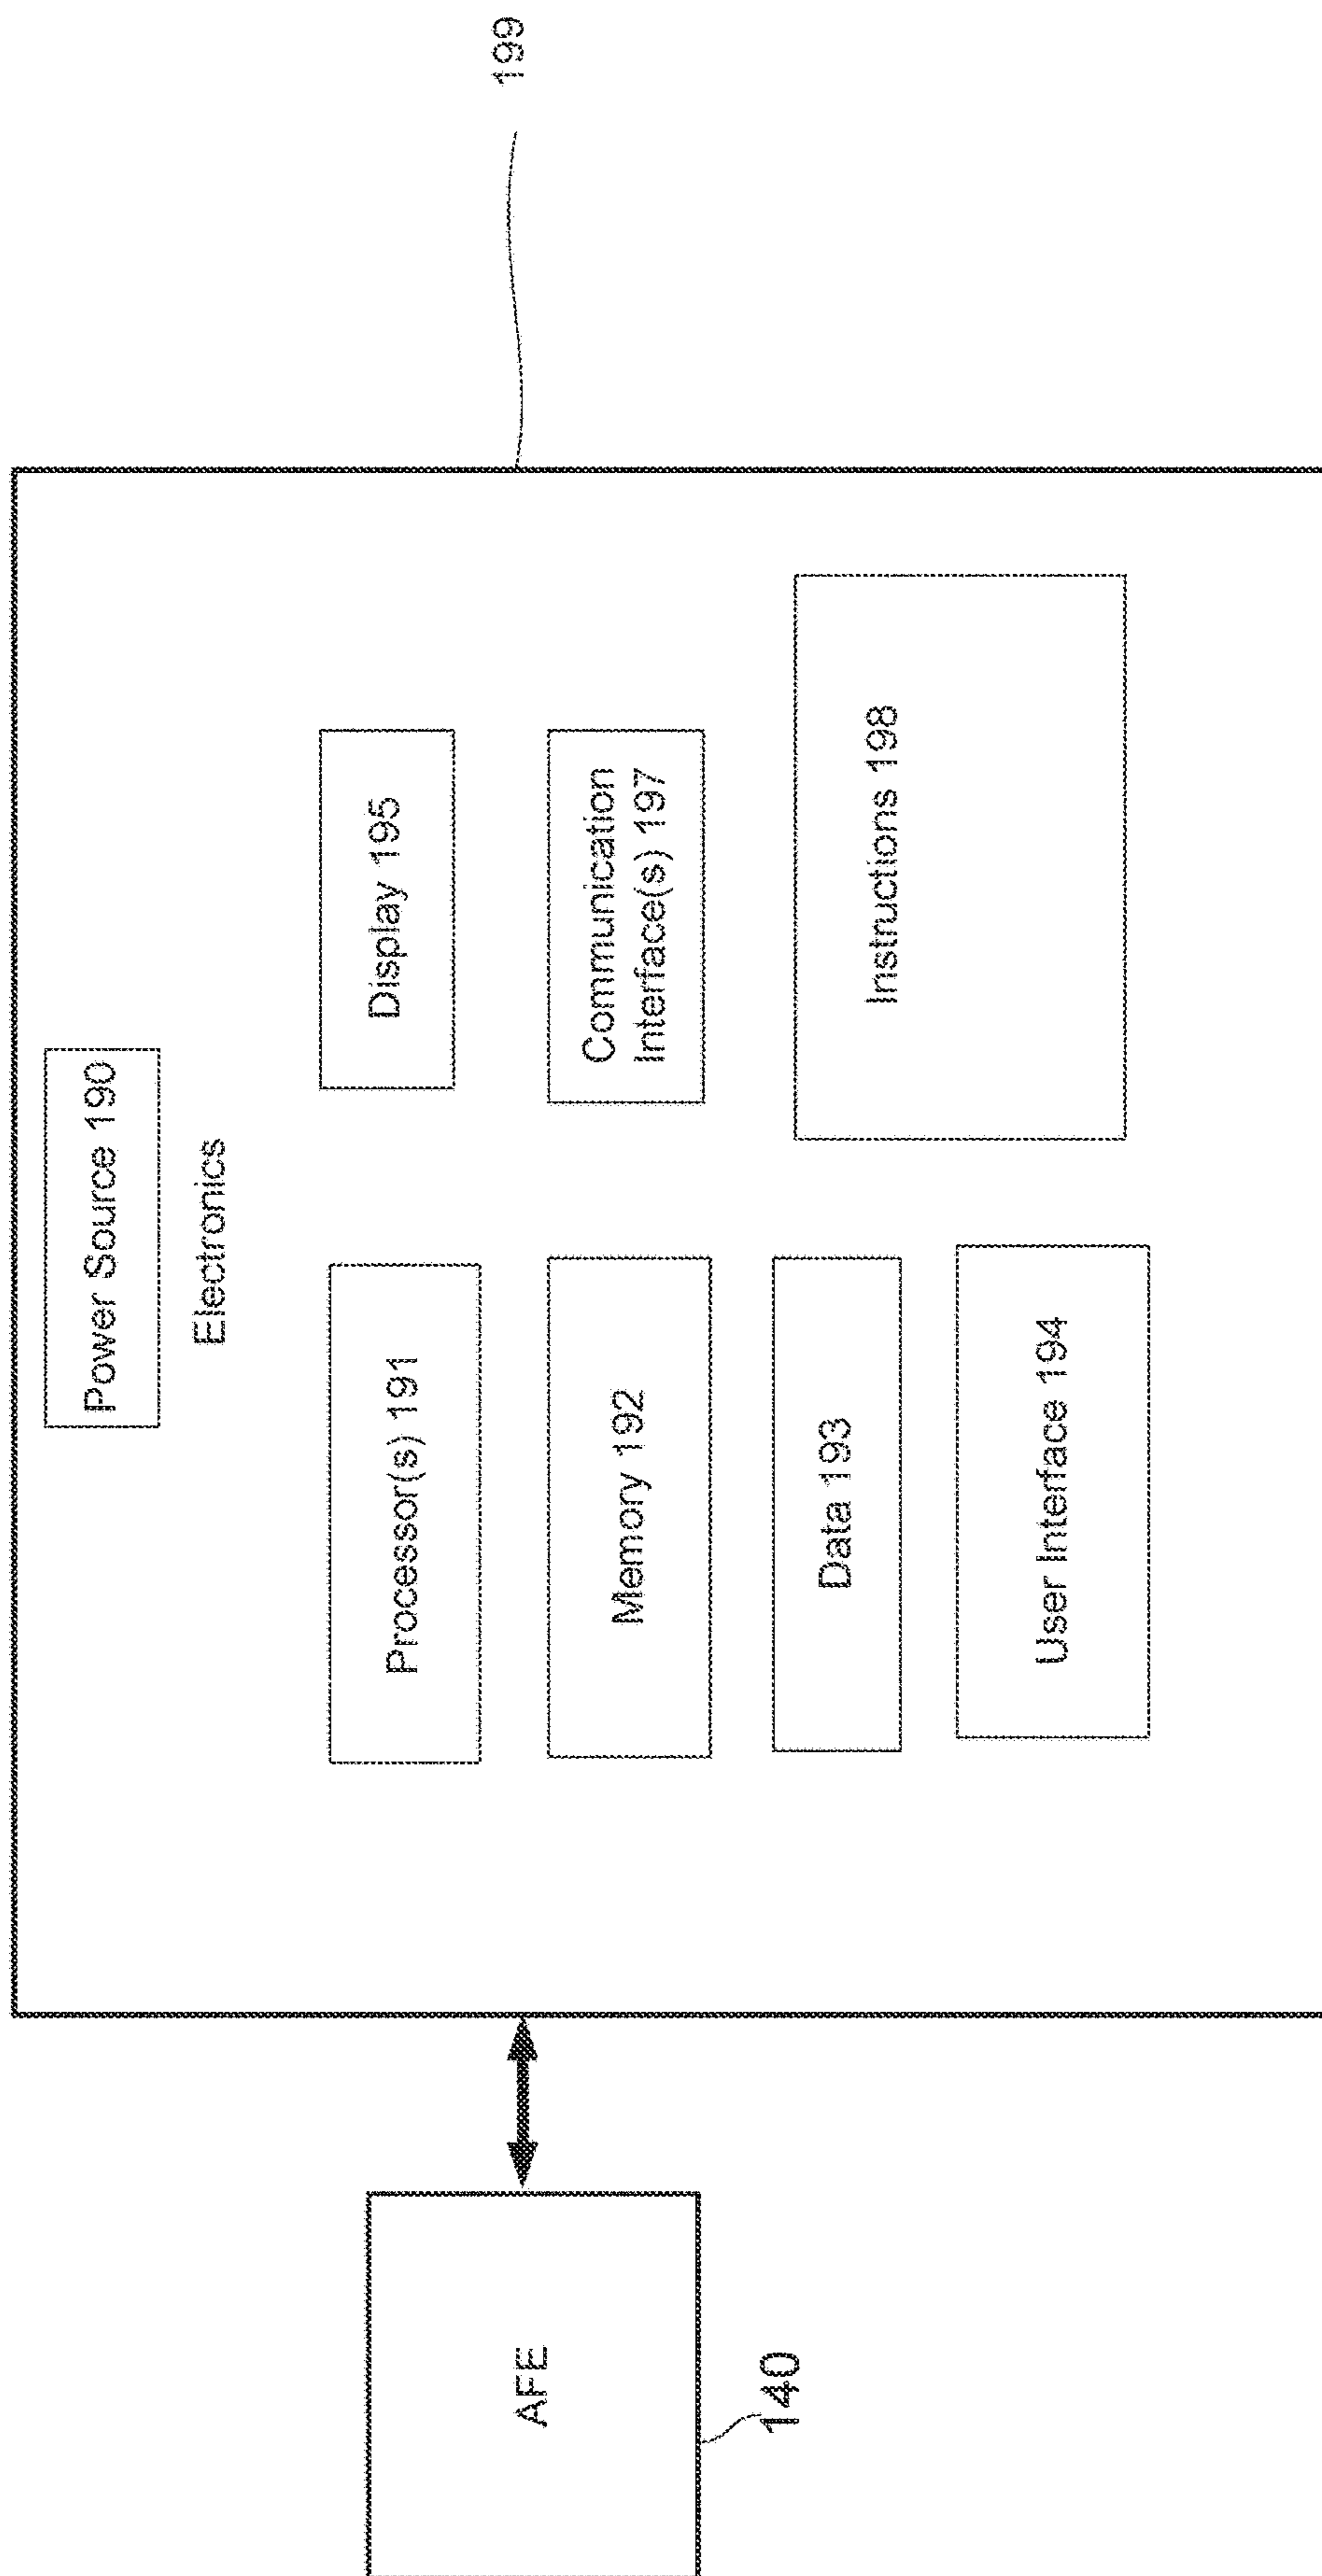 199
Power Source 190
Electronics
Processor(s) 191
Display 195
Memory 192
Communication
Interface(s) 197
Data 193
Instructions 198
User Interface 194
AFE
140